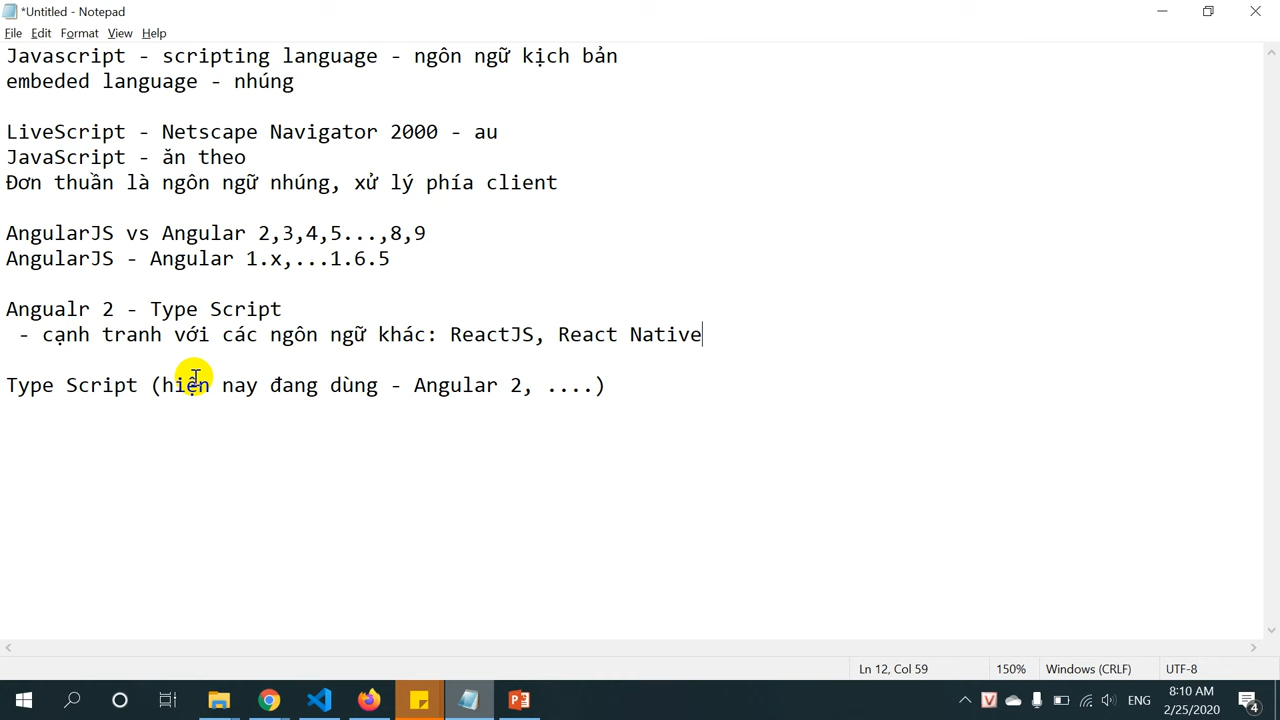 *Untitled - Notepad
File Edit Format View Help
Javascript - scripting language - ngôn ngữ kịch bản
embeded language - nhúng
LiveScript - Netscape Navigator 2000 - au
JavaScript - ăn theo
Đơn thuần là ngôn ngữ nhúng, xử lý phía client
AngularJS vs Angular 2,3,4,5...,8,9
AngularJS - Angular 1.x,...1.6.5
Angualr 2 - Type Script
- cạnh tranh với các ngôn ngữ khác: ReactJS, React Native
Type Script (hiện nay đang dùng - Angular 2, ....)
Ln 12, Col 59 150% Windows (CRLF) UTF-8
ENG 8:10 AM
2/25/2020 4